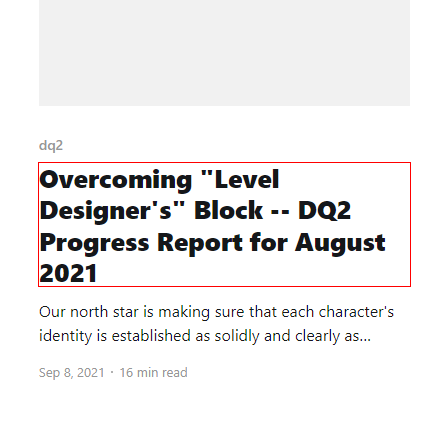 dq2
Overcoming "Level
Designer's" Block -- DQ2
Progress Report for August
2021
Our north star is making sure that each character's
identity is established as solidly and clearly as...
Sep 8, 2021 · 16 min read